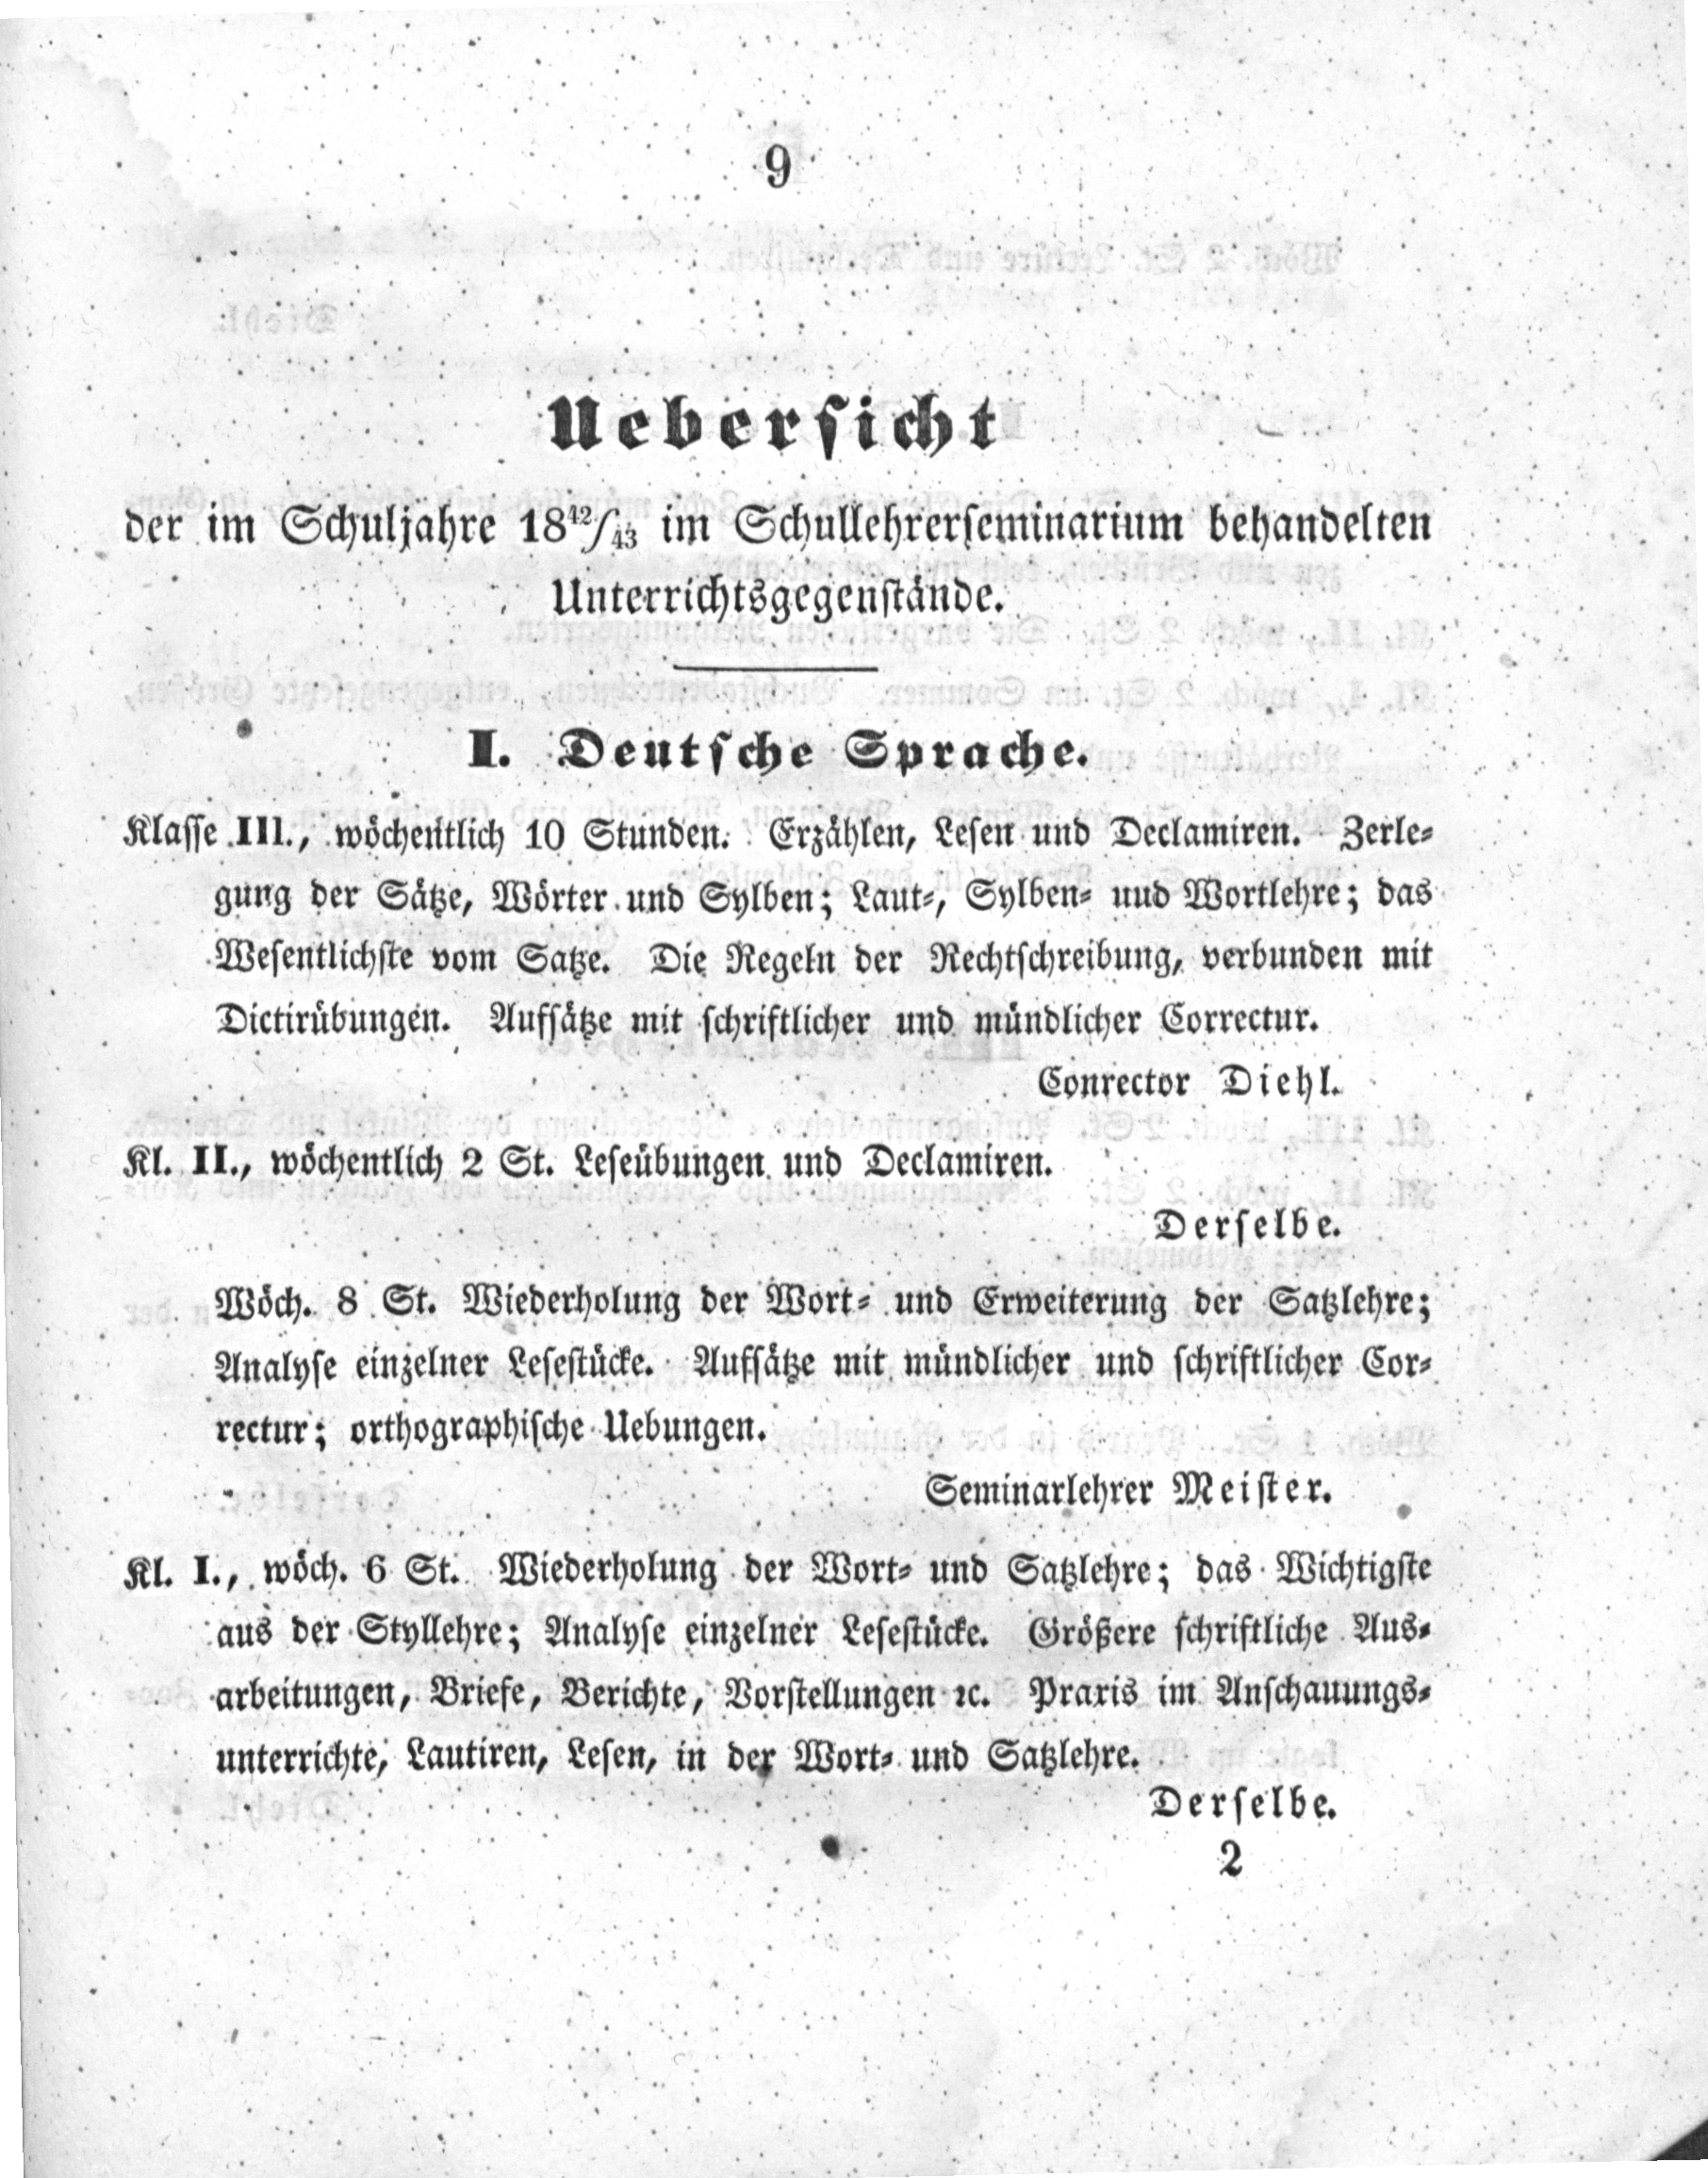 9
Uebersicht
der im Schuljahre 18⁴²/₄₃ im Schullehrerseminarium behandelten
Unterrichtsgegenstände.
I. Deutsche Sprache.
Klasse III., wöchentlich 10 Stunden. Erzählen, Lesen und Declamiren. Zerle-
gung der Sätze, Wörter und Sylben; Laut-, Sylben- und Wortlehre; das
Wesentlichste vom Satze. Die Regeln der Rechtschreibung, verbunden mit
Dictirübungen. Aufsätze mit schriftlicher und mündlicher Correctur.
Conrector Diehl.
Kl. II., wöchentlich 2 St. Leseübungen und Declamiren.
Derselbe.
Wöch. 8 St. Wiederholung der Wort- und Erweiterung der Satzlehre;
Analyse einzelner Lesestücke. Aufsätze mit mündlicher und schriftlicher Cor-
rectur; orthographische Uebungen.
Seminarlehrer Meister.
Kl. I., wöch. 6 St. Wiederholung der Wort- und Satzlehre; das Wichtigste
aus der Styllehre; Analyse einzelner Lesestücke. Größere schriftliche Aus-
arbeitungen, Briefe, Berichte, Vorstellungen ꝛc. Praxis im Anschauungs-
unterrichte, Lautiren, Lesen, in der Wort- und Satzlehre.
Derselbe.
2